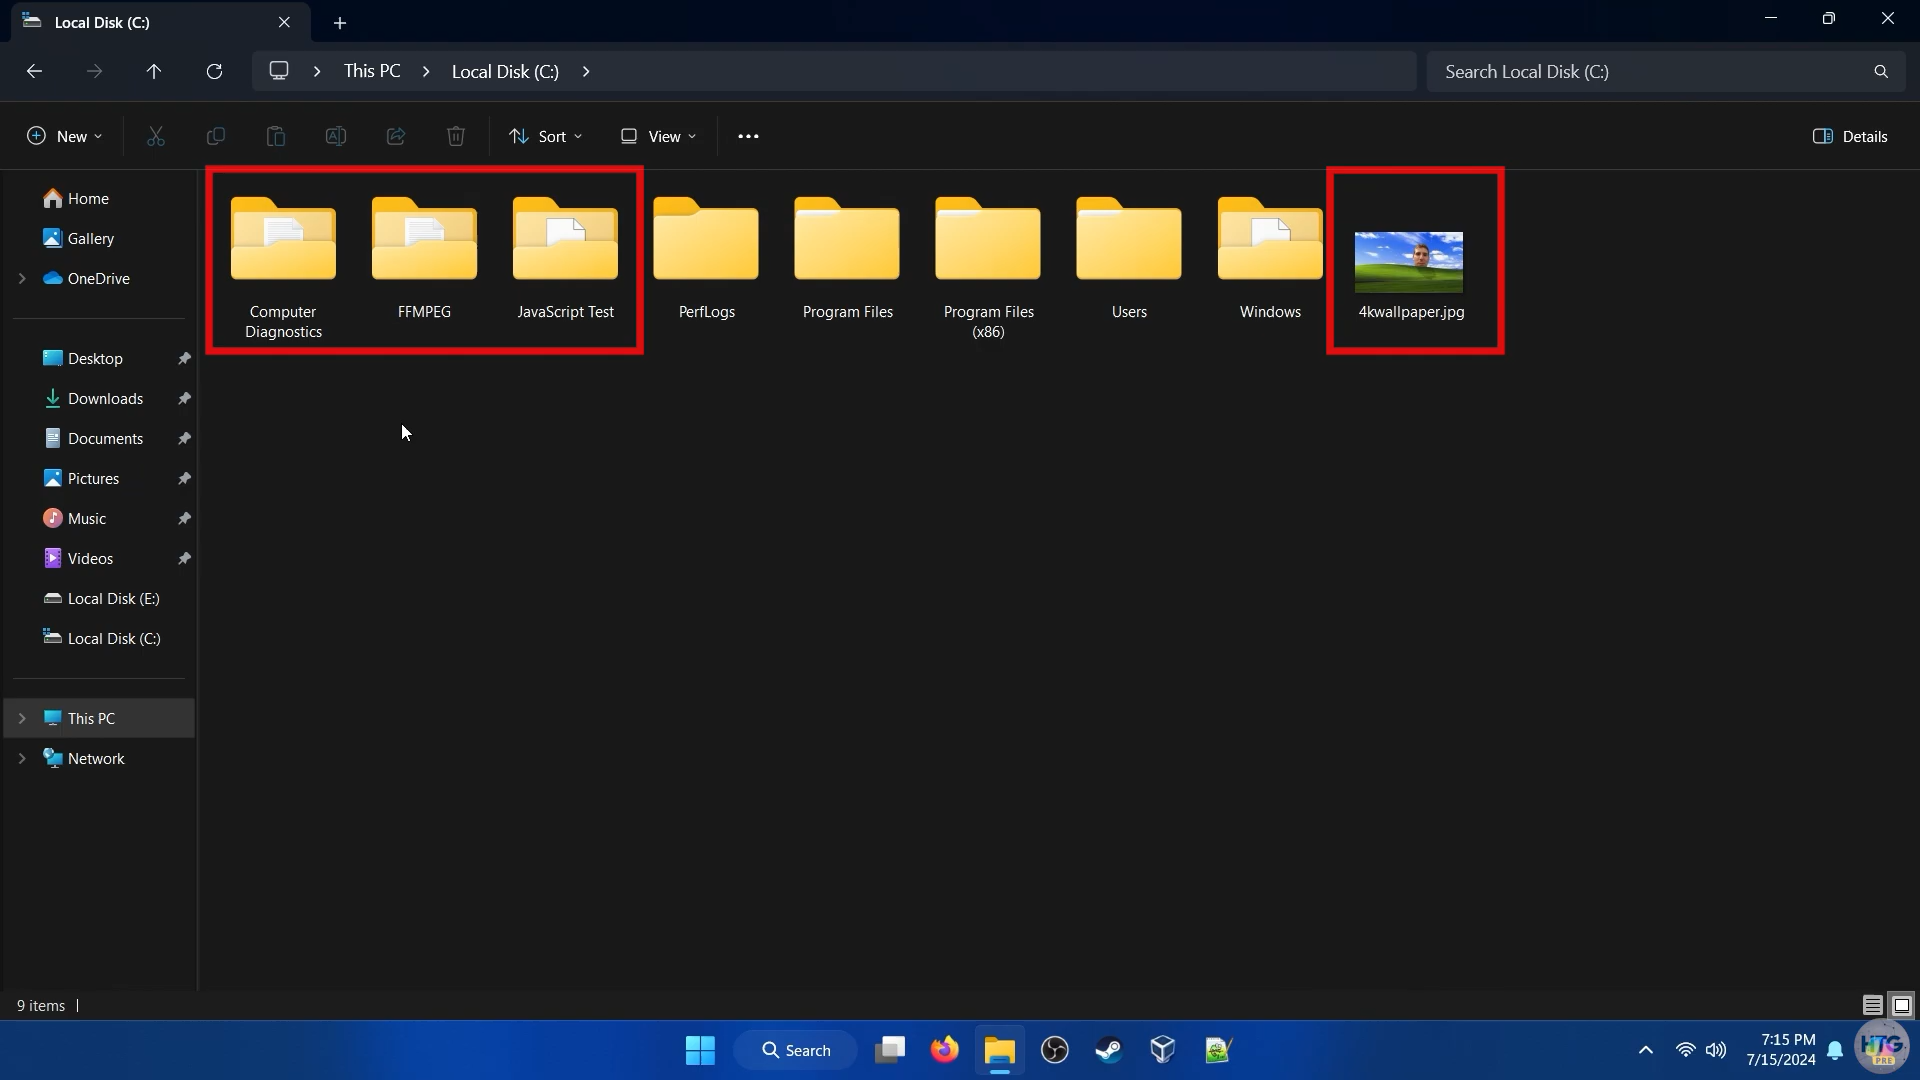 Local Disk (C:)
This PC
Local Disk (C:)
Search Local Disk (C:)
New
Sort
View
Details
Home
Gallery
OneDrive
Desktop
Downloads
Documents
Pictures
Music
Videos
Local Disk (E:)
Local Disk (C:)
This PC
Network
Computer
Diagnostics
FFMPEG
JavaScript Test
PerfLogs
Program Files
Program Files
(x86)
Users
Windows
4kwallpaper.jpg
9 items
Search
7:15 PM
7/15/2024
HTG
PRE